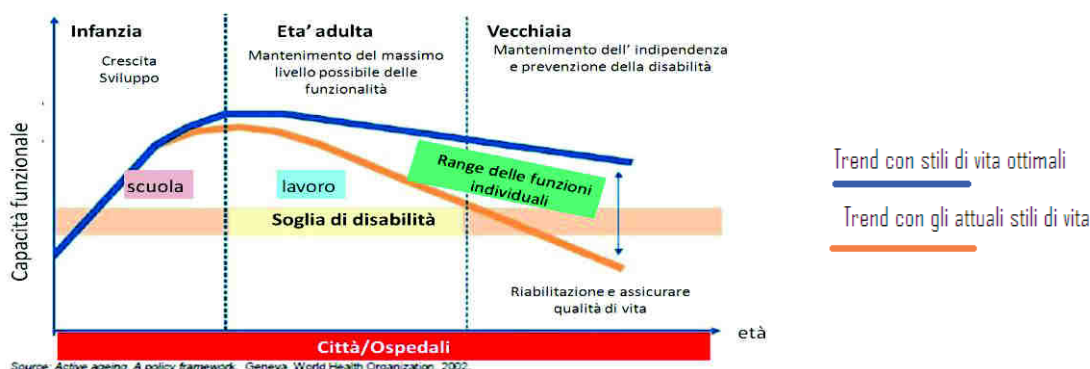 Infanzia
Crescita
Sviluppo
Eta' adulta
Mantenimento del massimo
livello possibile delle
funzionalità
Vecchiaia
Mantenimento dell' indipendenza
e prevenzione della disabilità
Capacità funzionale
scuola
lavoro
Range delle funzioni
individuali
Soglia di disabilità
Riabilitazione e assicurare
qualità di vita
età
Città/Ospedali
Source: Active ageing. A policy framework. Geneva, World Health Organization, 2002.
Trend con stili di vita ottimali
Trend con gli attuali stili di vita